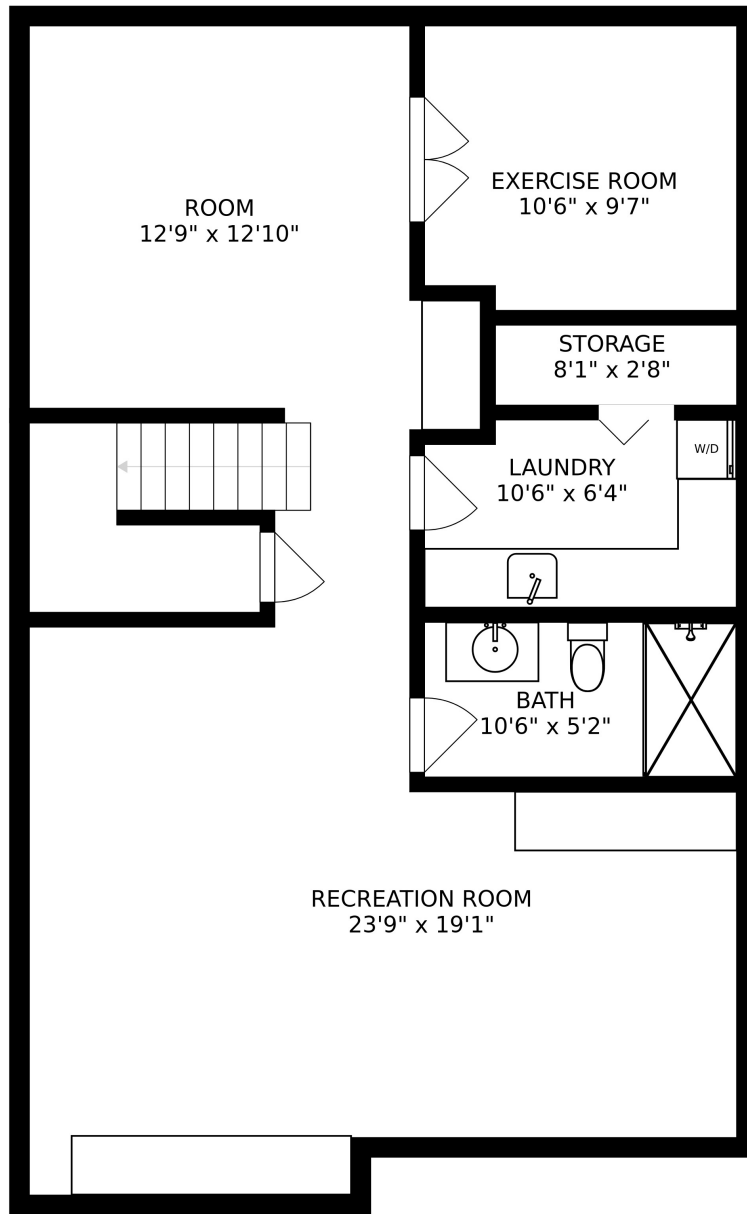 EXERCISE ROOM
10'6" x 9'7"
ROOM
12'9" x 12'10"
STORAGE
8'1" x 2'8"
W/D
LAUNDRY
10'6" x 6'4"
BATH
10'6" x 5'2"
RECREATION ROOM
23'9" x 19'1"